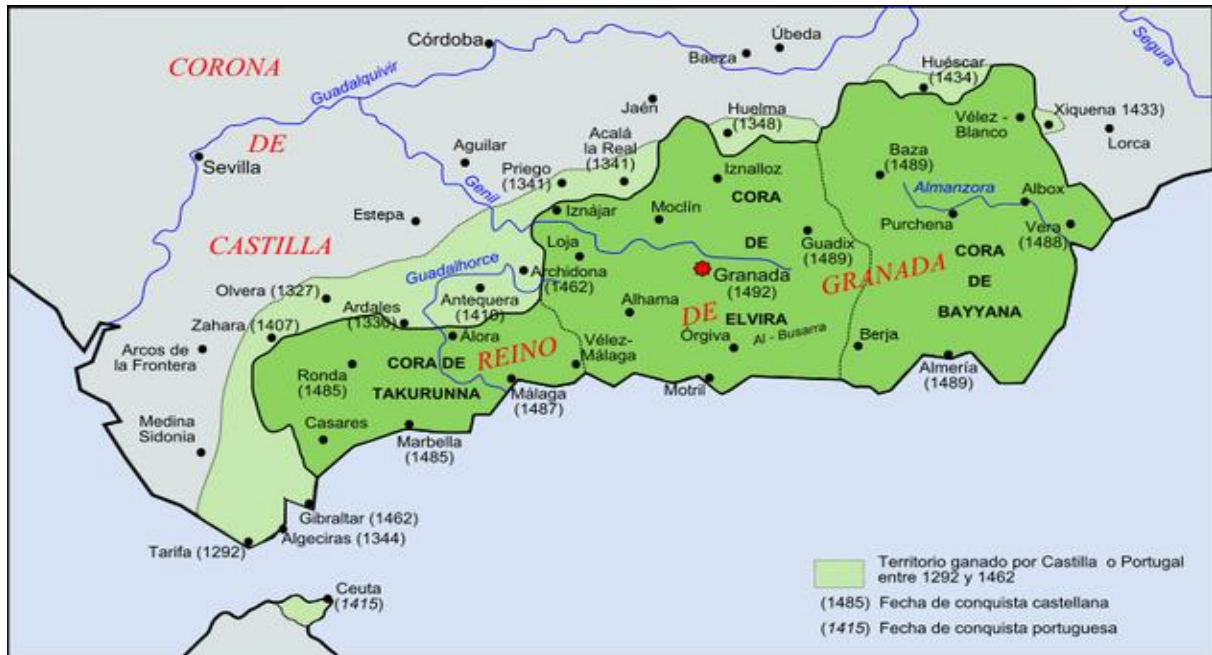 CORONA
DE
CASTILLA
REINO
DE
GRANADA
Córdoba
Guadalquivir
Sevilla
Baeza
Úbeda
Jaén
Segura
Huéscar
(1434)
Huelma
(1348)
Vélez -
Blanco
Xiquena 1433)
Lorca
Aguilar
Acalá
la Real
(1341)
Priego
(1341)
Genil
Estepa
Iznájar
Iznalloz
Moclín
CORA
DE
ELVIRA
Baza
(1489)
Almanzora
Albox
Purchena
Vera
(1488)
Guadix
(1489)
CORA
DE
BAYYANA
Loja
Granada
(1492)
Guadalhorce
Archidona
(1462)
Antequera
(1410)
Olvera (1327)
Ardales
(1330)
Zahara (1407)
Arcos de
la Frontera
Álora
Alhama
Vélez-
Málaga
Órgiva
Al - Busarra
Berja
Ronda
(1485)
CORA DE
TAKURUNNA
Málaga
(1487)
Motril
Almería
(1489)
Medina
Sidonia
Casares
Marbella
(1485)
Gibraltar (1462)
Algeciras (1344)
Tarifa (1292)
Ceuta
(1415)
Territorio ganado por Castilla o Portugal
entre 1292 y 1462
(1485) Fecha de conquista castellana
(1415) Fecha de conquista portuguesa